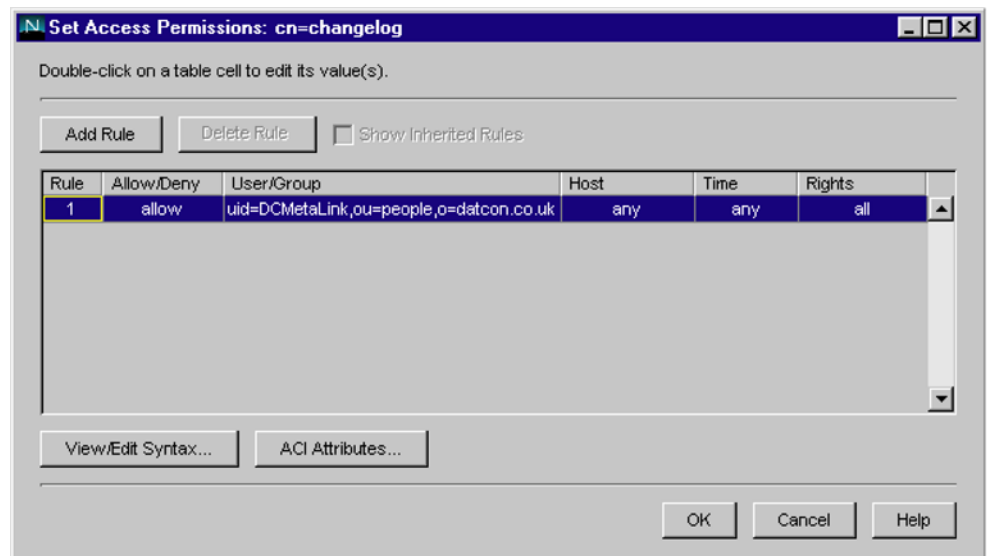 N Set Access Permissions: cn=changelog
Double-click on a table cell to edit its value(s).
Add Rule Delete Rule Show Inherited Rules
Rule Allow/Deny User/Group Host Time Rights
1 allow uid=DCMetaLink,ou=people,o=datcon.co.uk any any all
View/Edit Syntax... ACI Attributes...
OK Cancel Help